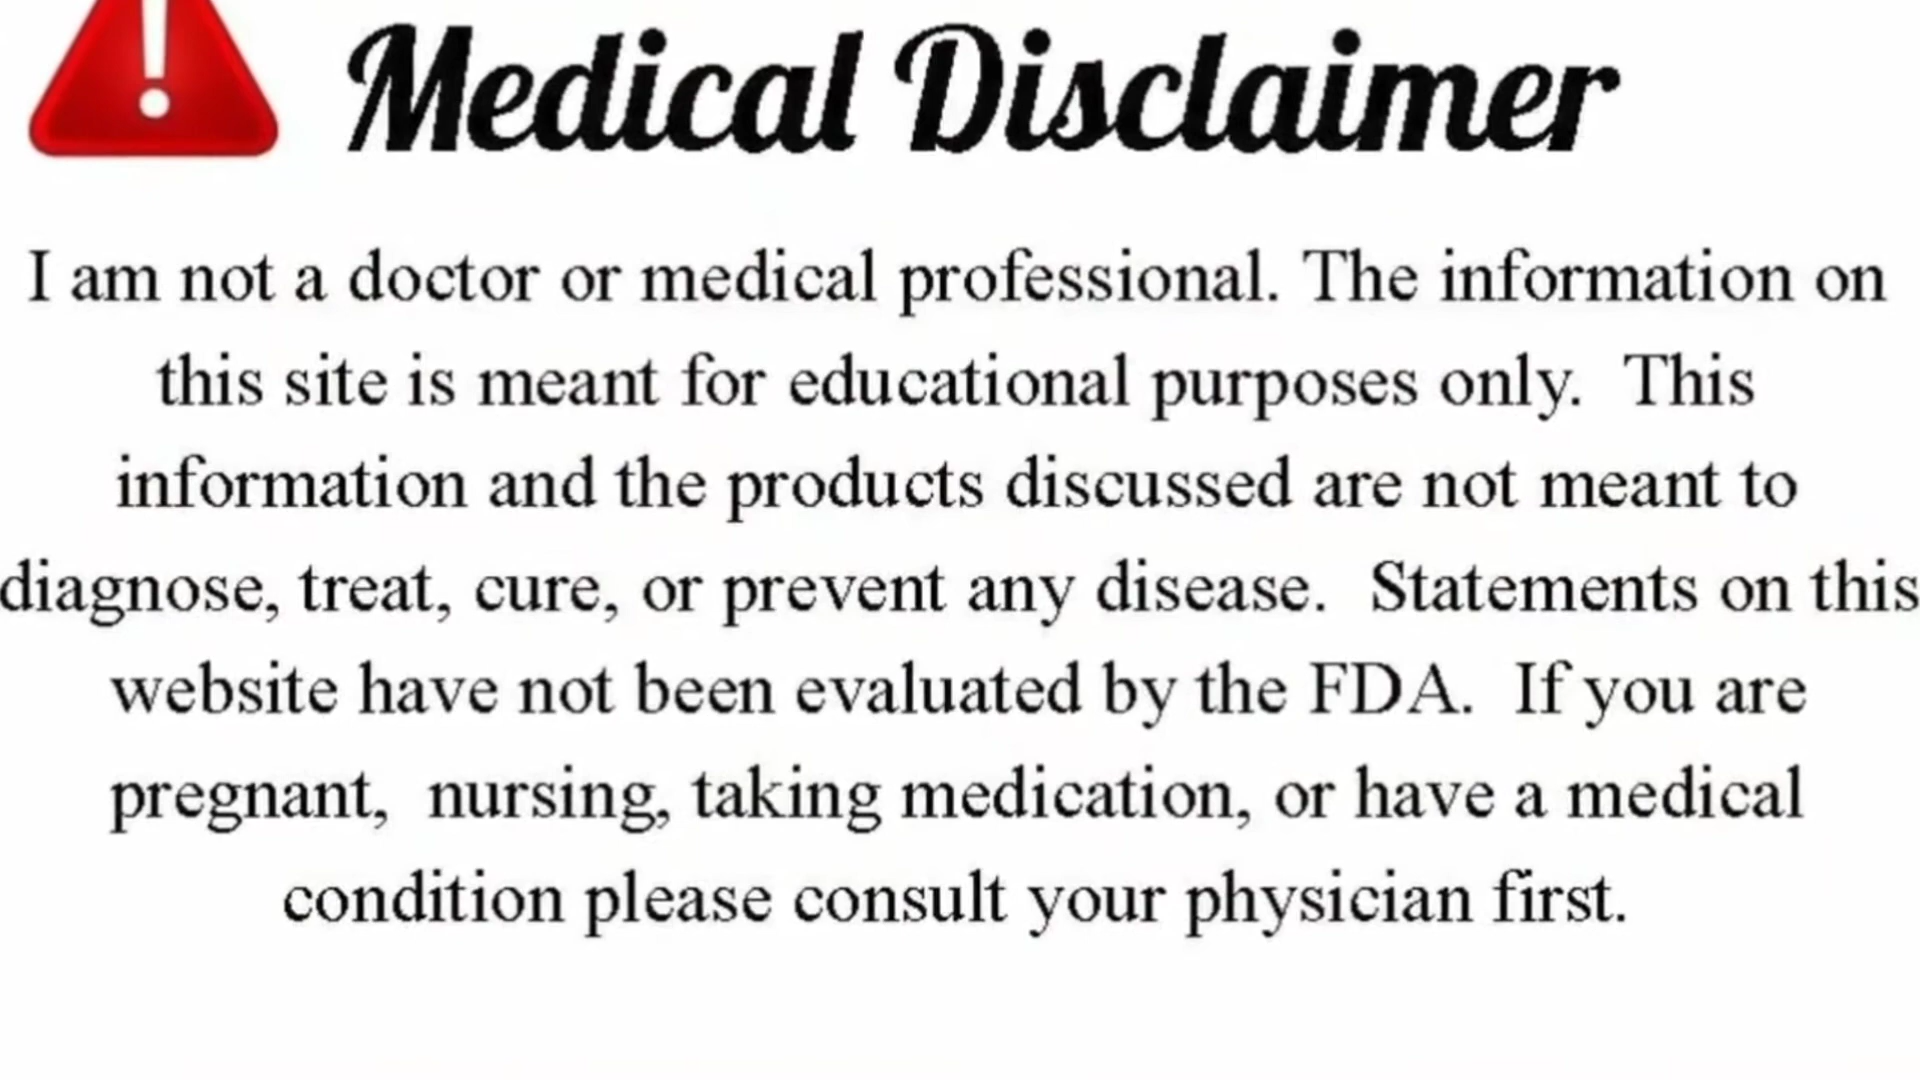 Medical Disclaimer
I am not a doctor or medical professional. The information on
this site is meant for educational purposes only.  This
information and the products discussed are not meant to
diagnose, treat, cure, or prevent any disease.  Statements on this
website have not been evaluated by the FDA.  If you are
pregnant,  nursing, taking medication, or have a medical
condition please consult your physician first.